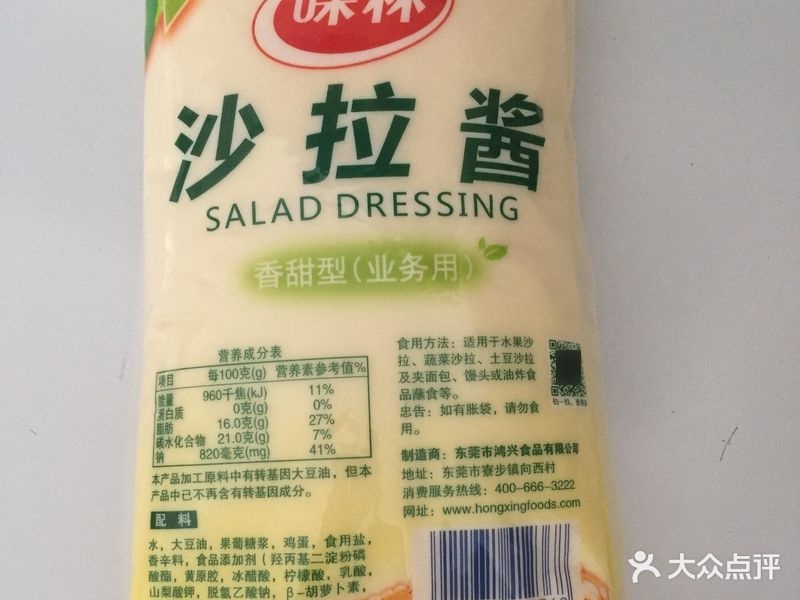 沙拉酱
SALAD DRESSING
香甜型(业务用)
营养成分表
项目 每100克(g) 营养素参考值%
能量 960千焦(kJ) 11%
蛋白质 0克(g) 0%
脂肪 16.0克(g) 27%
碳水化合物 21.0克(g) 7%
钠 820毫克(mg) 41%
本产品加工原料中有转基因大豆油,但本
产品中已不再含有转基因成分。
配料
水,大豆油,果葡糖浆,鸡蛋,食用盐,
香辛料,食品添加剂(羟丙基二淀粉磷
酸酯,黄原胶,冰醋酸,柠檬酸,乳酸,
山梨酸钾,脱氢乙酸钠,β-胡萝卜素,
食用方法:适用于水果沙
拉、蔬菜沙拉、土豆沙拉
及夹面包、馒头或油炸食
品蘸食等。
忠告:如有胀袋,请勿食
用。
制造商:东莞市鸿兴食品有限公司
地址:东莞市寮步镇向西村
消费服务热线:400-666-3222
网址:www.hongxingfoods.com
大众点评